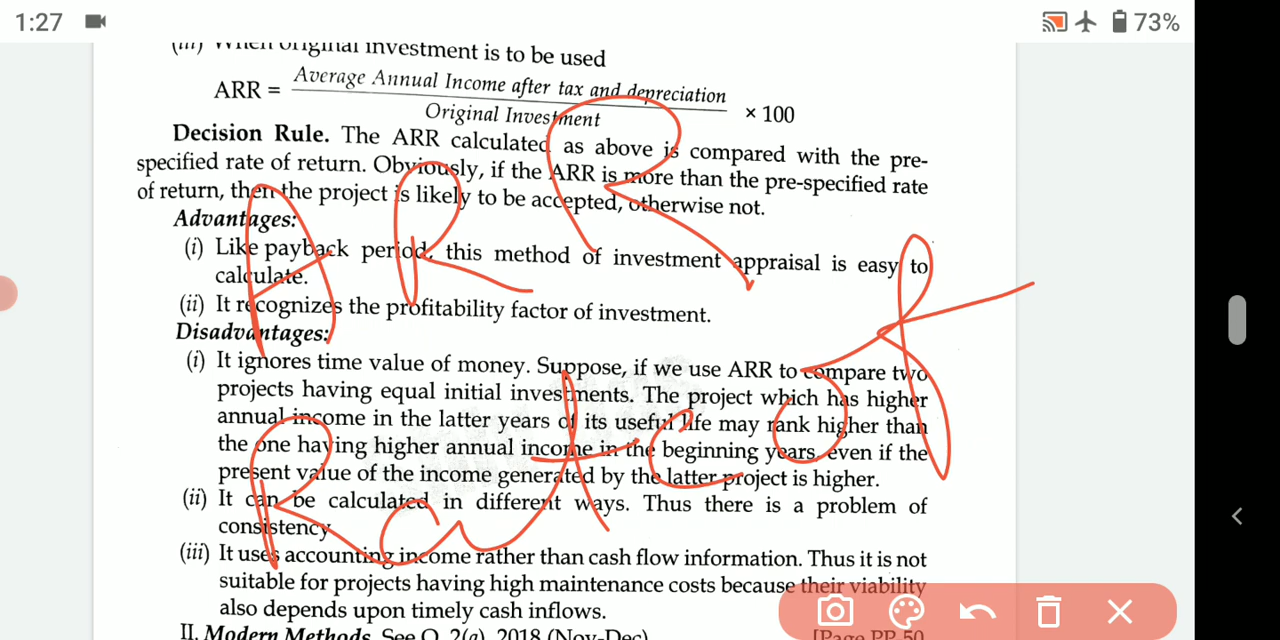 1:27 73%
(iii) When original investment is to be used
ARR = Average Annual Income after tax and depreciation / Original Investment × 100
Decision Rule. The ARR calculated as above is compared with the pre-
specified rate of return. Obviously, if the ARR is more than the pre-specified rate
of return, then the project is likely to be accepted, otherwise not.
Advantages:
(i) Like payback period, this method of investment appraisal is easy to
calculate.
(ii) It recognizes the profitability factor of investment.
Disadvantages:
(i) It ignores time value of money. Suppose, if we use ARR to compare two
projects having equal initial investments. The project which has higher
annual income in the latter years of its useful life may rank higher than
the one having higher annual income in the beginning years, even if the
present value of the income generated by the latter project is higher.
(ii) It can be calculated in different ways. Thus there is a problem of
consistency
(iii) It uses accounting income rather than cash flow information. Thus it is not
suitable for projects having high maintenance costs because their viability
also depends upon timely cash inflows.
II. Modern Methods. See Q. 2(a), 2018 (Nov-Dec) [Page PP-50
ARR
Rate of